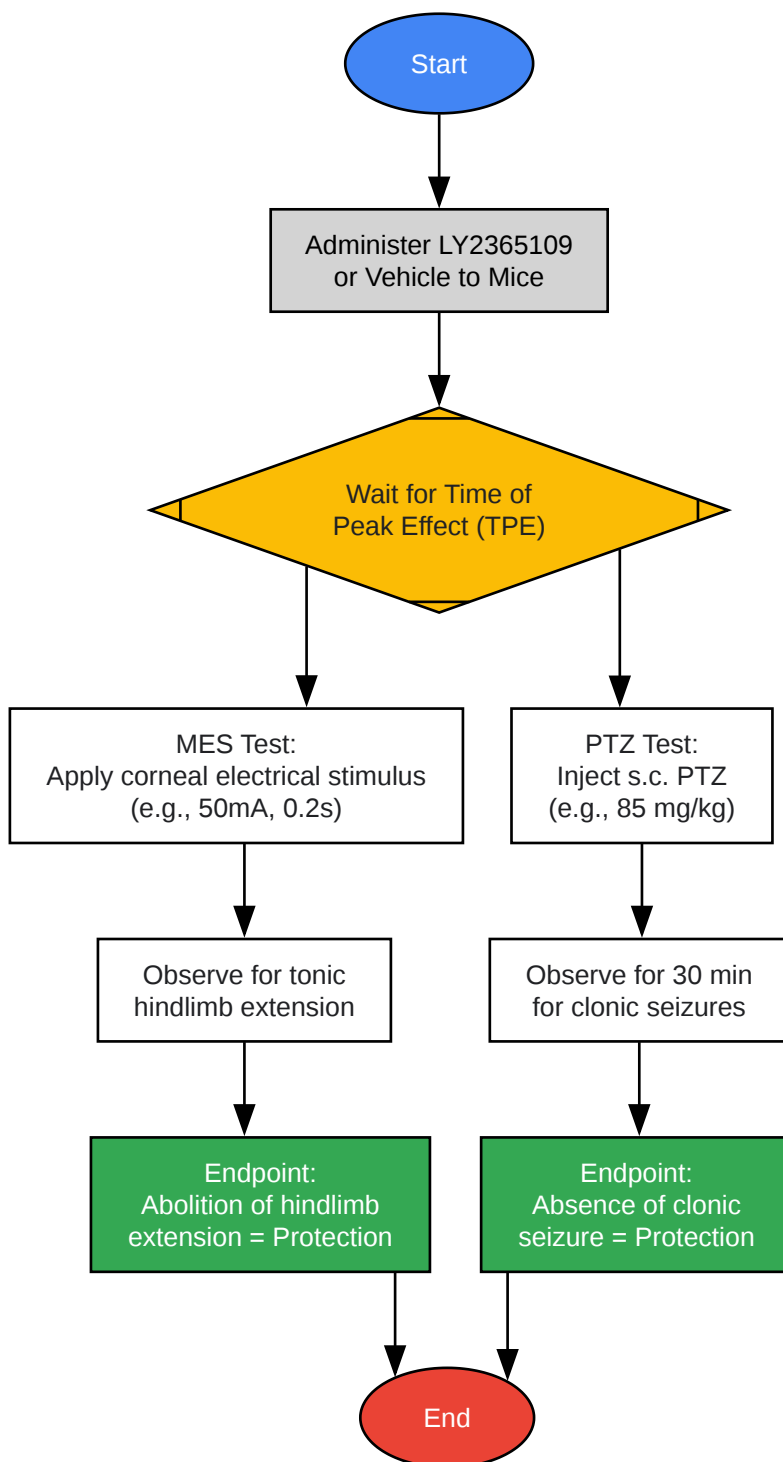 Start
Administer LY2365109
or Vehicle to Mice
Wait for Time of
Peak Effect (TPE)
MES Test:
Apply corneal electrical stimulus
(e.g., 50mA, 0.2s)
PTZ Test:
Inject s.c. PTZ
(e.g., 85 mg/kg)
Observe for tonic
hindlimb extension
Observe for 30 min
for clonic seizures
Endpoint:
Abolition of hindlimb
extension = Protection
Endpoint:
Absence of clonic
seizure = Protection
End